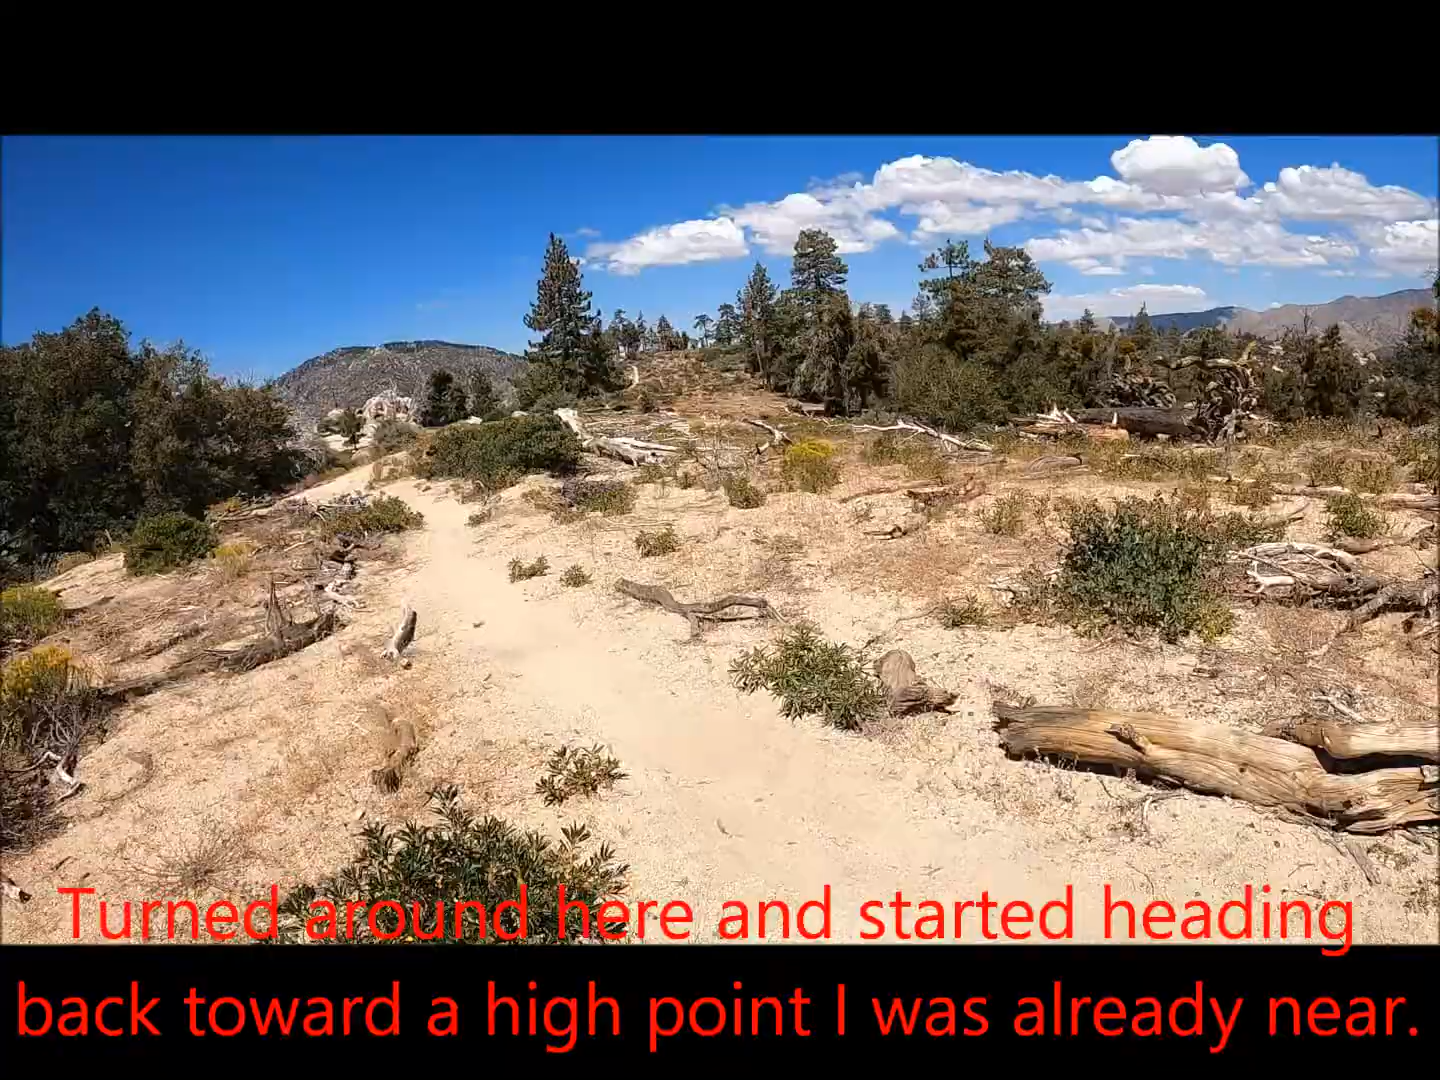 Turned around here and started heading
back toward a high point I was already near.